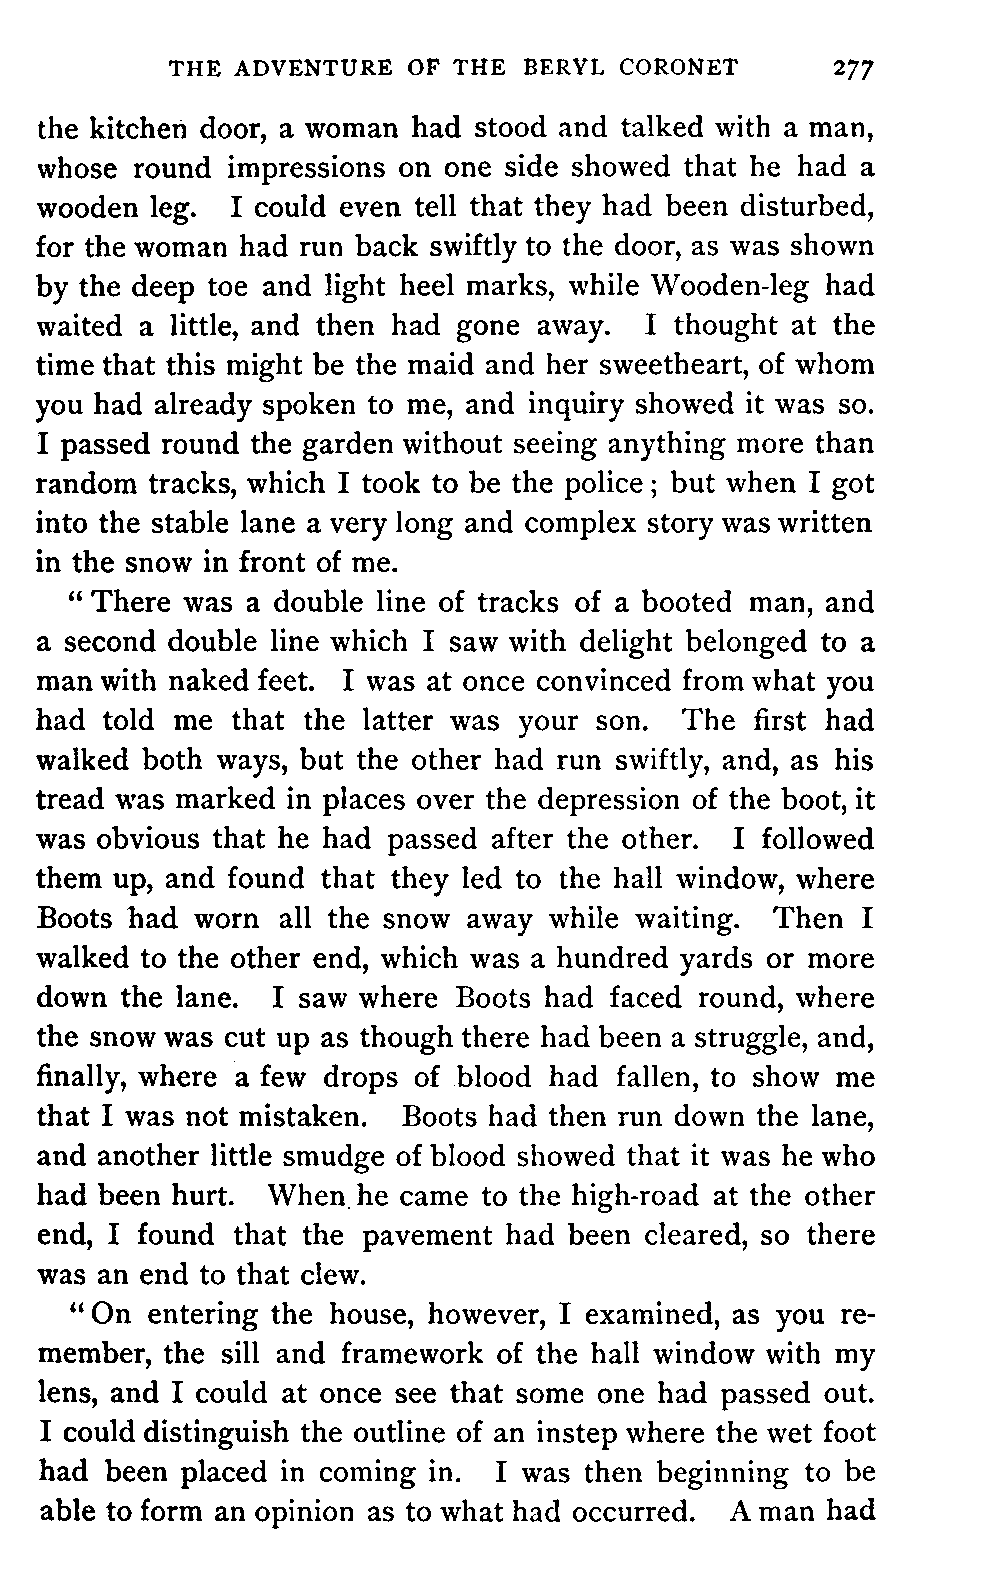 THE ADVENTURE OF THE BERYL CORONET 277
the kitchen door, a woman had stood and talked with a man,
whose round impressions on one side showed that he had a
wooden leg. I could even tell that they had been disturbed,
for the woman had run back swiftly to the door, as was shown
by the deep toe and light heel marks, while Wooden-leg had
waited a little, and then had gone away. I thought at the
time that this might be the maid and her sweetheart, of whom
you had already spoken to me, and inquiry showed it was so.
I passed round the garden without seeing anything more than
random tracks, which I took to be the police; but when I got
into the stable lane a very long and complex story was written
in the snow in front of me.
“There was a double line of tracks of a booted man, and
a second double line which I saw with delight belonged to a
man with naked feet. I was at once convinced from what you
had told me that the latter was your son. The first had
walked both ways, but the other had run swiftly, and, as his
tread was marked in places over the depression of the boot, it
was obvious that he had passed after the other. I followed
them up, and found that they led to the hall window, where
Boots had worn all the snow away while waiting. Then I
walked to the other end, which was a hundred yards or more
down the lane. I saw where Boots had faced round, where
the snow was cut up as though there had been a struggle, and,
finally, where a few drops of blood had fallen, to show me
that I was not mistaken. Boots had then run down the lane,
and another little smudge of blood showed that it was he who
had been hurt. When he came to the high-road at the other
end, I found that the pavement had been cleared, so there
was an end to that clew.
“On entering the house, however, I examined, as you re-
member, the sill and framework of the hall window with my
lens, and I could at once see that some one had passed out.
I could distinguish the outline of an instep where the wet foot
had been placed in coming in. I was then beginning to be
able to form an opinion as to what had occurred. A man had